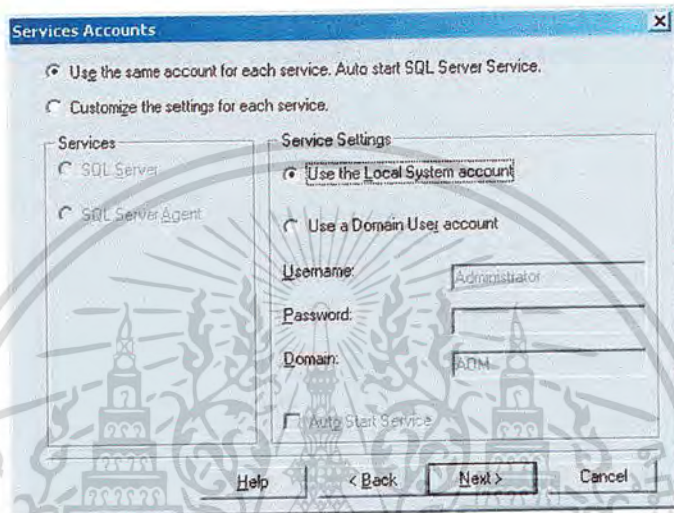 Services Accounts
Use the same account for each service. Auto start SQL Server Service.
Customize the settings for each service.
Services
SQL Server
SQL Server Agent
Service Settings
Use the Local System account
Use a Domain User account
Username:
Administrator
Password:
Domain:
ADM
Auto Start Service
Help
< Back
Next >
Cancel